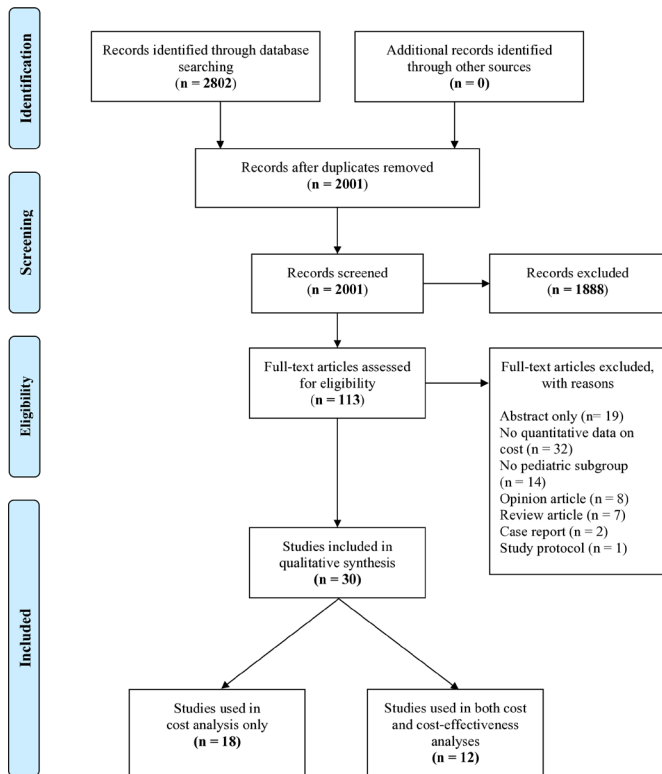 Identification
Records identified through database
searching
(n = 2802)
Additional records identified
through other sources
(n = 0)
Records after duplicates removed
(n = 2001)
Screening
Records screened
(n = 2001)
Records excluded
(n = 1888)
Eligibility
Full-text articles assessed
for eligibility
(n = 113)
Full-text articles excluded,
with reasons
Abstract only (n= 19)
No quantitative data on
cost (n = 32)
No pediatric subgroup
(n = 14)
Opinion article (n = 8)
Review article (n = 7)
Case report (n = 2)
Study protocol (n = 1)
Included
Studies included in
qualitative synthesis
(n = 30)
Studies used in
cost analysis only
(n = 18)
Studies used in both cost
and cost-effectiveness
analyses
(n = 12)